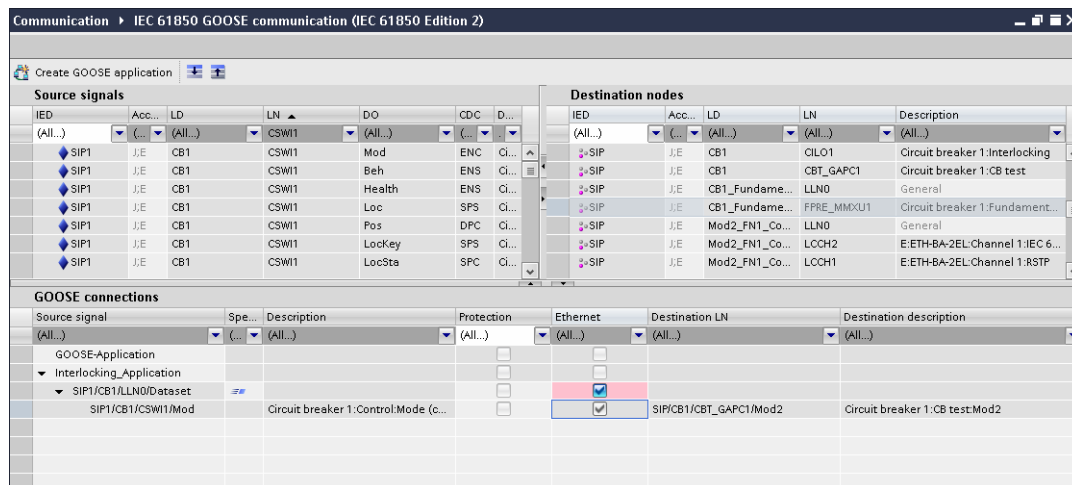 Communication ▸ IEC 61850 GOOSE communication (IEC 61850 Edition 2)
Create GOOSE application
Source signals
IED Acc... LD LN DO CDC D...
(All...) (... (All...) CSWI1 (All...) (... .
SIP1 J;E CB1 CSWI1 Mod ENC Ci...
SIP1 J;E CB1 CSWI1 Beh ENS Ci...
SIP1 J;E CB1 CSWI1 Health ENS Ci...
SIP1 J;E CB1 CSWI1 Loc SPS Ci...
SIP1 J;E CB1 CSWI1 Pos DPC Ci...
SIP1 J;E CB1 CSWI1 LocKey SPS Ci...
SIP1 J;E CB1 CSWI1 LocSta SPC Ci...
Destination nodes
IED Acc... LD LN Description
(All...) (... (All...) (All...) (All...)
SIP J;E CB1 CILO1 Circuit breaker 1:Interlocking
SIP J;E CB1 CBT_GAPC1 Circuit breaker 1:CB test
SIP J;E CB1_Fundame... LLN0 General
SIP J;E CB1_Fundame... FPRE_MMXU1 Circuit breaker 1:Fundament...
SIP J;E Mod2_FN1_Co... LLN0 General
SIP J;E Mod2_FN1_Co... LCCH2 E:ETH-BA-2EL:Channel 1:IEC 6...
SIP J;E Mod2_FN1_Co... LCCH1 E:ETH-BA-2EL:Channel 1:RSTP
GOOSE connections
Source signal Spe... Description Protection Ethernet Destination LN Destination description
(All...) (... (All...) (All...) (All...) (All...) (All...)
GOOSE-Application
Interlocking_Application
SIP1/CB1/LLN0/Dataset
SIP1/CB1/CSWI1/Mod Circuit breaker 1:Control:Mode (c... SIP/CB1/CBT_GAPC1/Mod2 Circuit breaker 1:CB test:Mod2